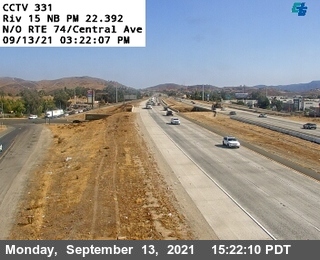 CCTV 331
Riv 15 NB PM 22.392
N/O RTE 74/Central Ave
09/13/21 03:22:07 PM
Monday, September 13, 2021 15:22:10 PDT